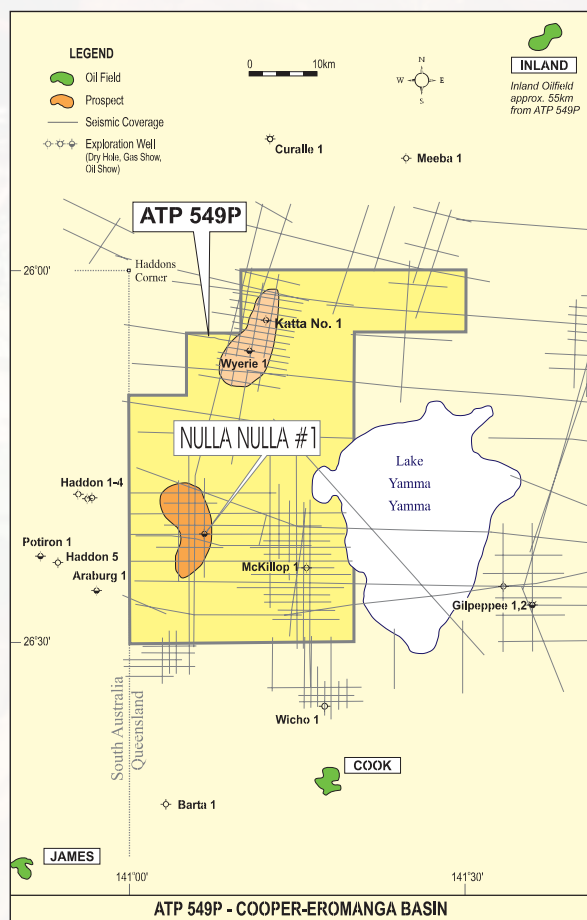 LEGEND
Oil Field
Prospect
Seismic Coverage
Exploration Well
(Dry Hole, Gas Show,
Oil Show)
0 10km
N
W E
S
INLAND
Inland Oilfield
approx. 55km
from ATP 549P
Curalle 1
Meeba 1
ATP 549P
26°00'
Haddons
Corner
Katta No. 1
Wyerie 1
NULLA NULLA #1
Lake
Yamma
Yamma
Haddon 1-4
Potiron 1
Haddon 5
Araburg 1
McKillop 1
Gilpeppee 1,2
26°30'
South Australia
Queensland
Wicho 1
COOK
Barta 1
JAMES
141°00'
141°30'
ATP 549P - COOPER-EROMANGA BASIN